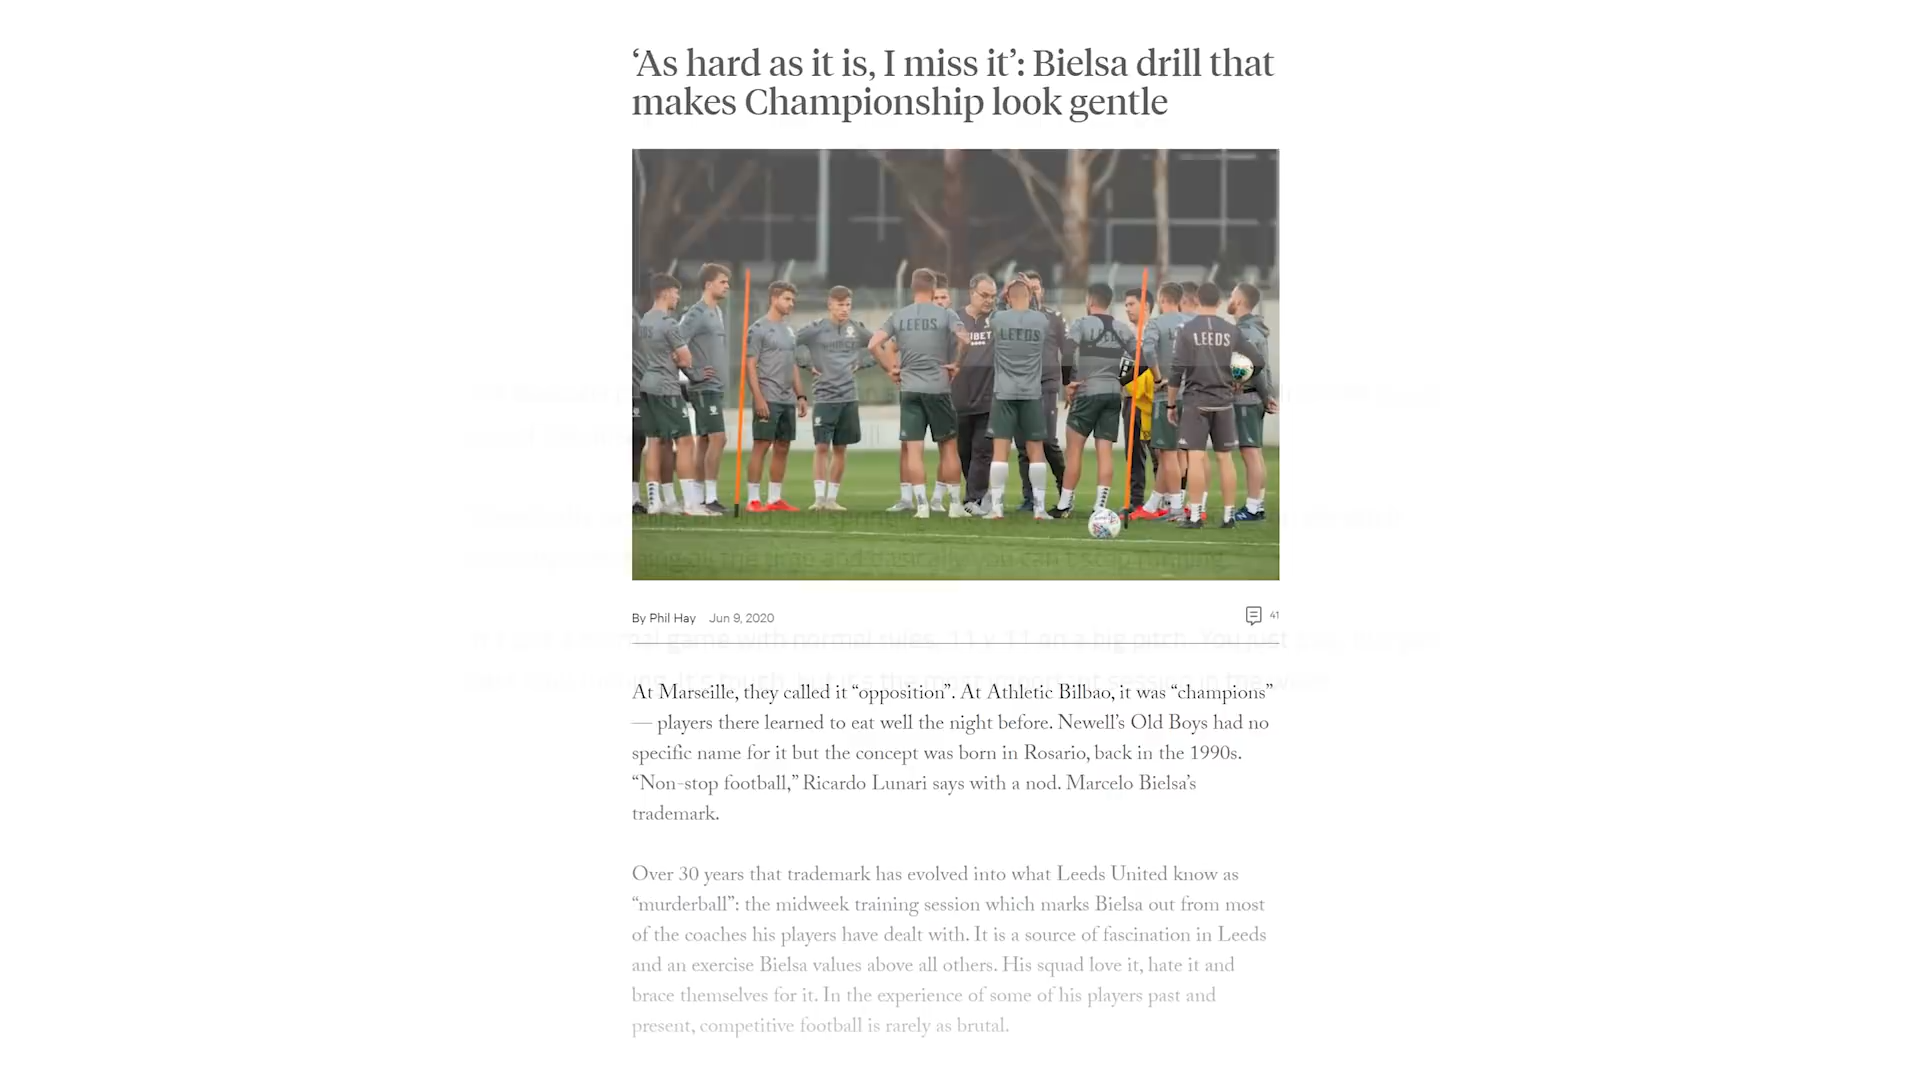 ‘As hard as it is, I miss it’: Bielsa drill that
makes Championship look gentle
LEEDS
LEEDS
LEEDS
By Phil Hay Jun 9, 2020
41
At Marseille, they called it “opposition”. At Athletic Bilbao, it was “champions”
— players there learned to eat well the night before. Newell’s Old Boys had no
specific name for it but the concept was born in Rosario, back in the 1990s.
“Non-stop football,” Ricardo Lunari says with a nod. Marcelo Bielsa’s
trademark.
Over 30 years that trademark has evolved into what Leeds United know as
“murderball”: the midweek training session which marks Bielsa out from most
of the coaches his players have dealt with. It is a source of fascination in Leeds
and an exercise Bielsa values above all others. His squad love it, hate it and
brace themselves for it. In the experience of some of his players past and
present, competitive football is rarely as brutal.